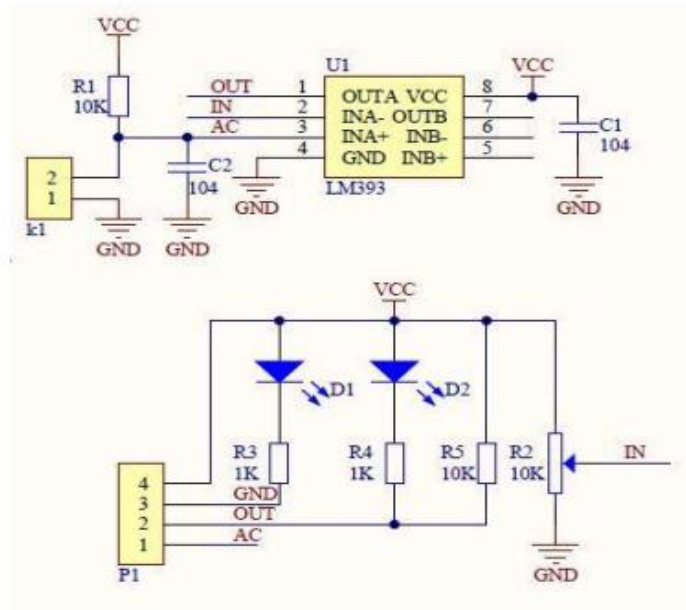 VCC
R1
10K
OUT
IN
AC
U1
1 OUTA VCC 8
2 INA- OUTB 7
3 INA+ INB- 6
4 GND INB+ 5
LM393
VCC
C1
104
GND
C2
104
GND
GND
GND
2
1
k1
VCC
D1
D2
R3
1K
R4
1K
R5
10K
R2
10K
IN
4
3 GND
2 OUT
1 AC
P1
GND